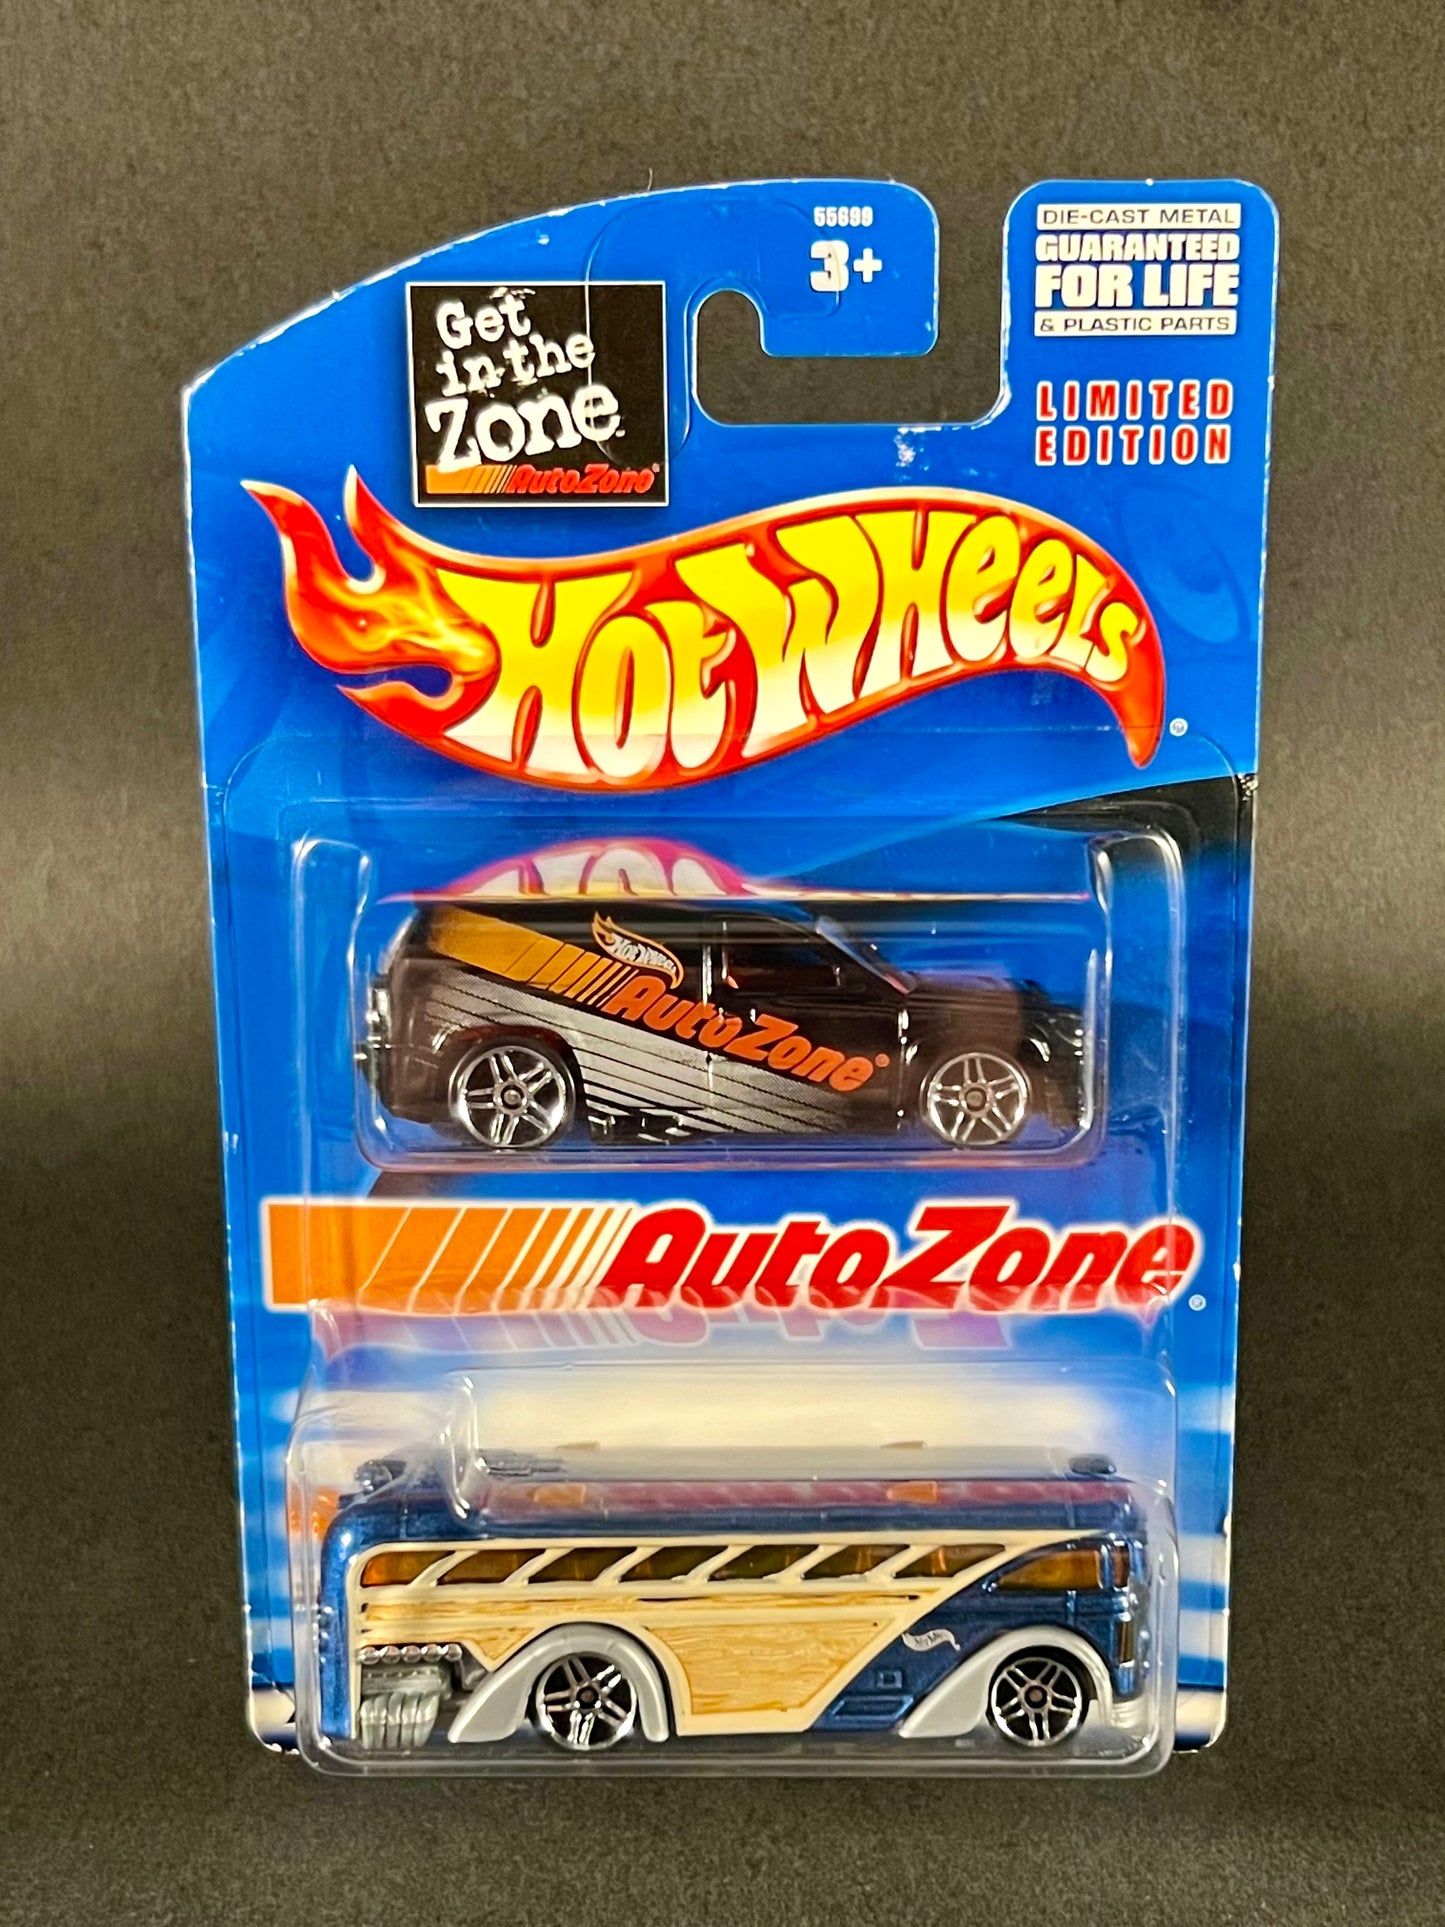 55699
3+
DIE-CAST METAL
GUARANTEED
FOR LIFE
& PLASTIC PARTS
LIMITED
EDITION
Get
in the
Zone
AutoZone®
HOT WHEELS®
HOT WHEELS
AutoZone®
AutoZone®